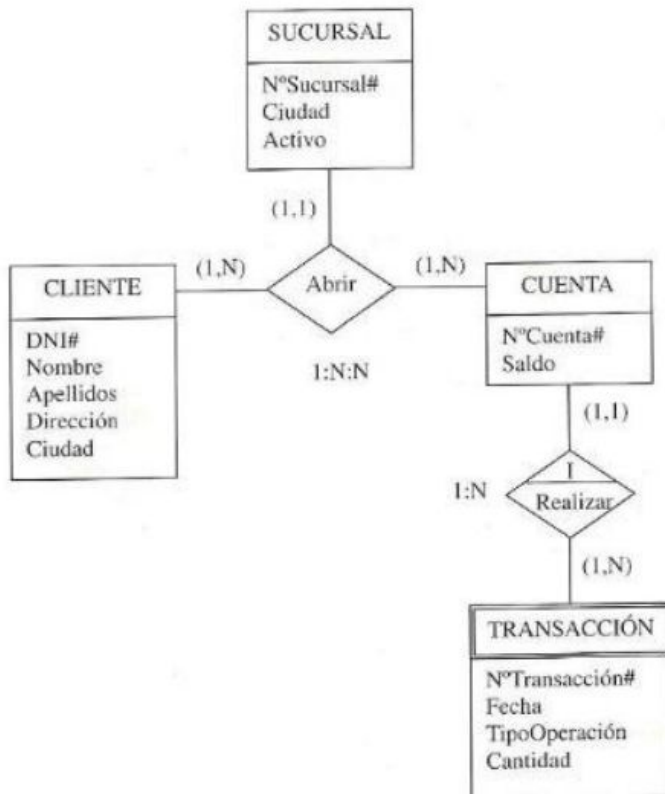 SUCURSAL
NºSucursal#
Ciudad
Activo
(1,1)
(1,N)
Abrir
(1,N)
CLIENTE
DNI#
Nombre
Apellidos
Dirección
Ciudad
1:N:N
CUENTA
NºCuenta#
Saldo
(1,1)
1:N
I
Realizar
(1,N)
TRANSACCIÓN
NºTransacción#
Fecha
TipoOperación
Cantidad